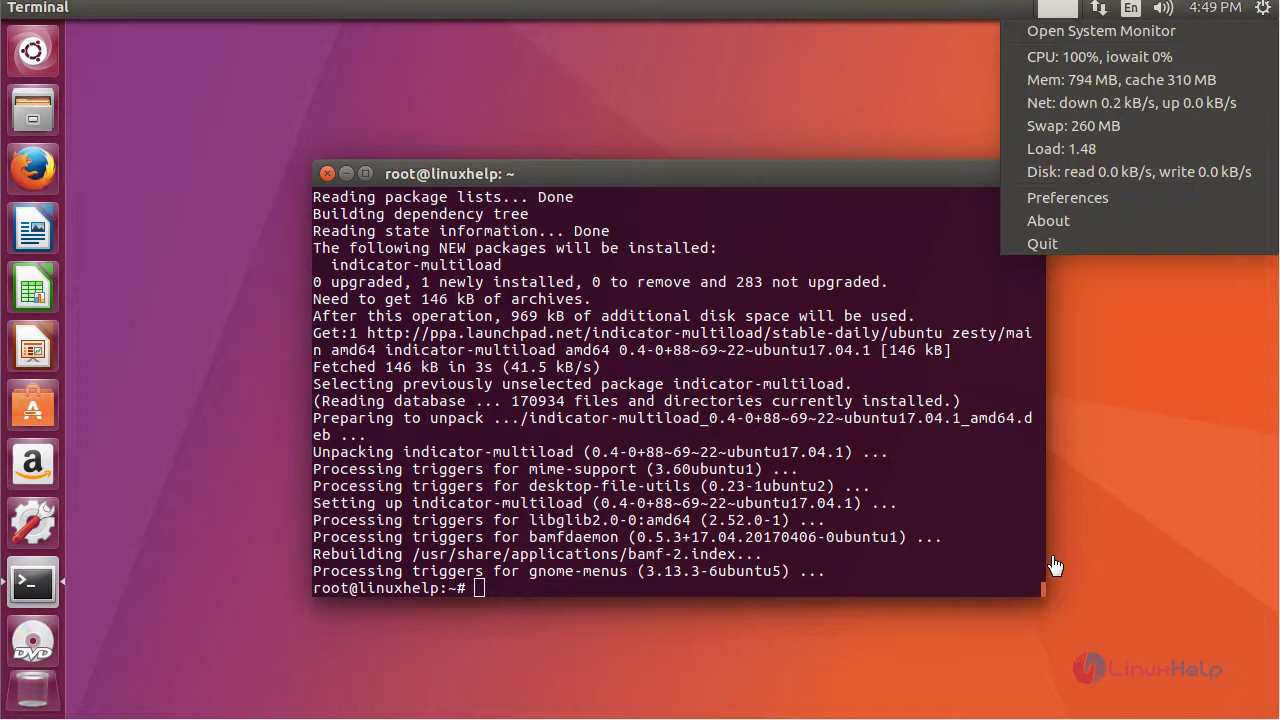 Terminal
En
4:49 PM
Open System Monitor
CPU: 100%, iowait 0%
Mem: 794 MB, cache 310 MB
Net: down 0.2 kB/s, up 0.0 kB/s
Swap: 260 MB
Load: 1.48
Disk: read 0.0 kB/s, write 0.0 kB/s
Preferences
About
Quit
root@linuxhelp: ~
Reading package lists... Done
Building dependency tree
Reading state information... Done
The following NEW packages will be installed:
  indicator-multiload
0 upgraded, 1 newly installed, 0 to remove and 283 not upgraded.
Need to get 146 kB of archives.
After this operation, 969 kB of additional disk space will be used.
Get:1 http://ppa.launchpad.net/indicator-multiload/stable-daily/ubuntu zesty/mai
n amd64 indicator-multiload amd64 0.4-0+88~69~22~ubuntu17.04.1 [146 kB]
Fetched 146 kB in 3s (41.5 kB/s)
Selecting previously unselected package indicator-multiload.
(Reading database ... 170934 files and directories currently installed.)
Preparing to unpack .../indicator-multiload_0.4-0+88~69~22~ubuntu17.04.1_amd64.d
eb ...
Unpacking indicator-multiload (0.4-0+88~69~22~ubuntu17.04.1) ...
Processing triggers for mime-support (3.60ubuntu1) ...
Processing triggers for desktop-file-utils (0.23-1ubuntu2) ...
Setting up indicator-multiload (0.4-0+88~69~22~ubuntu17.04.1) ...
Processing triggers for libglib2.0-0:amd64 (2.52.0-1) ...
Processing triggers for bamfdaemon (0.5.3+17.04.20170406-0ubuntu1) ...
Rebuilding /usr/share/applications/bamf-2.index...
Processing triggers for gnome-menus (3.13.3-6ubuntu5) ...
root@linuxhelp:~#
a
DVD
LinuxHelp